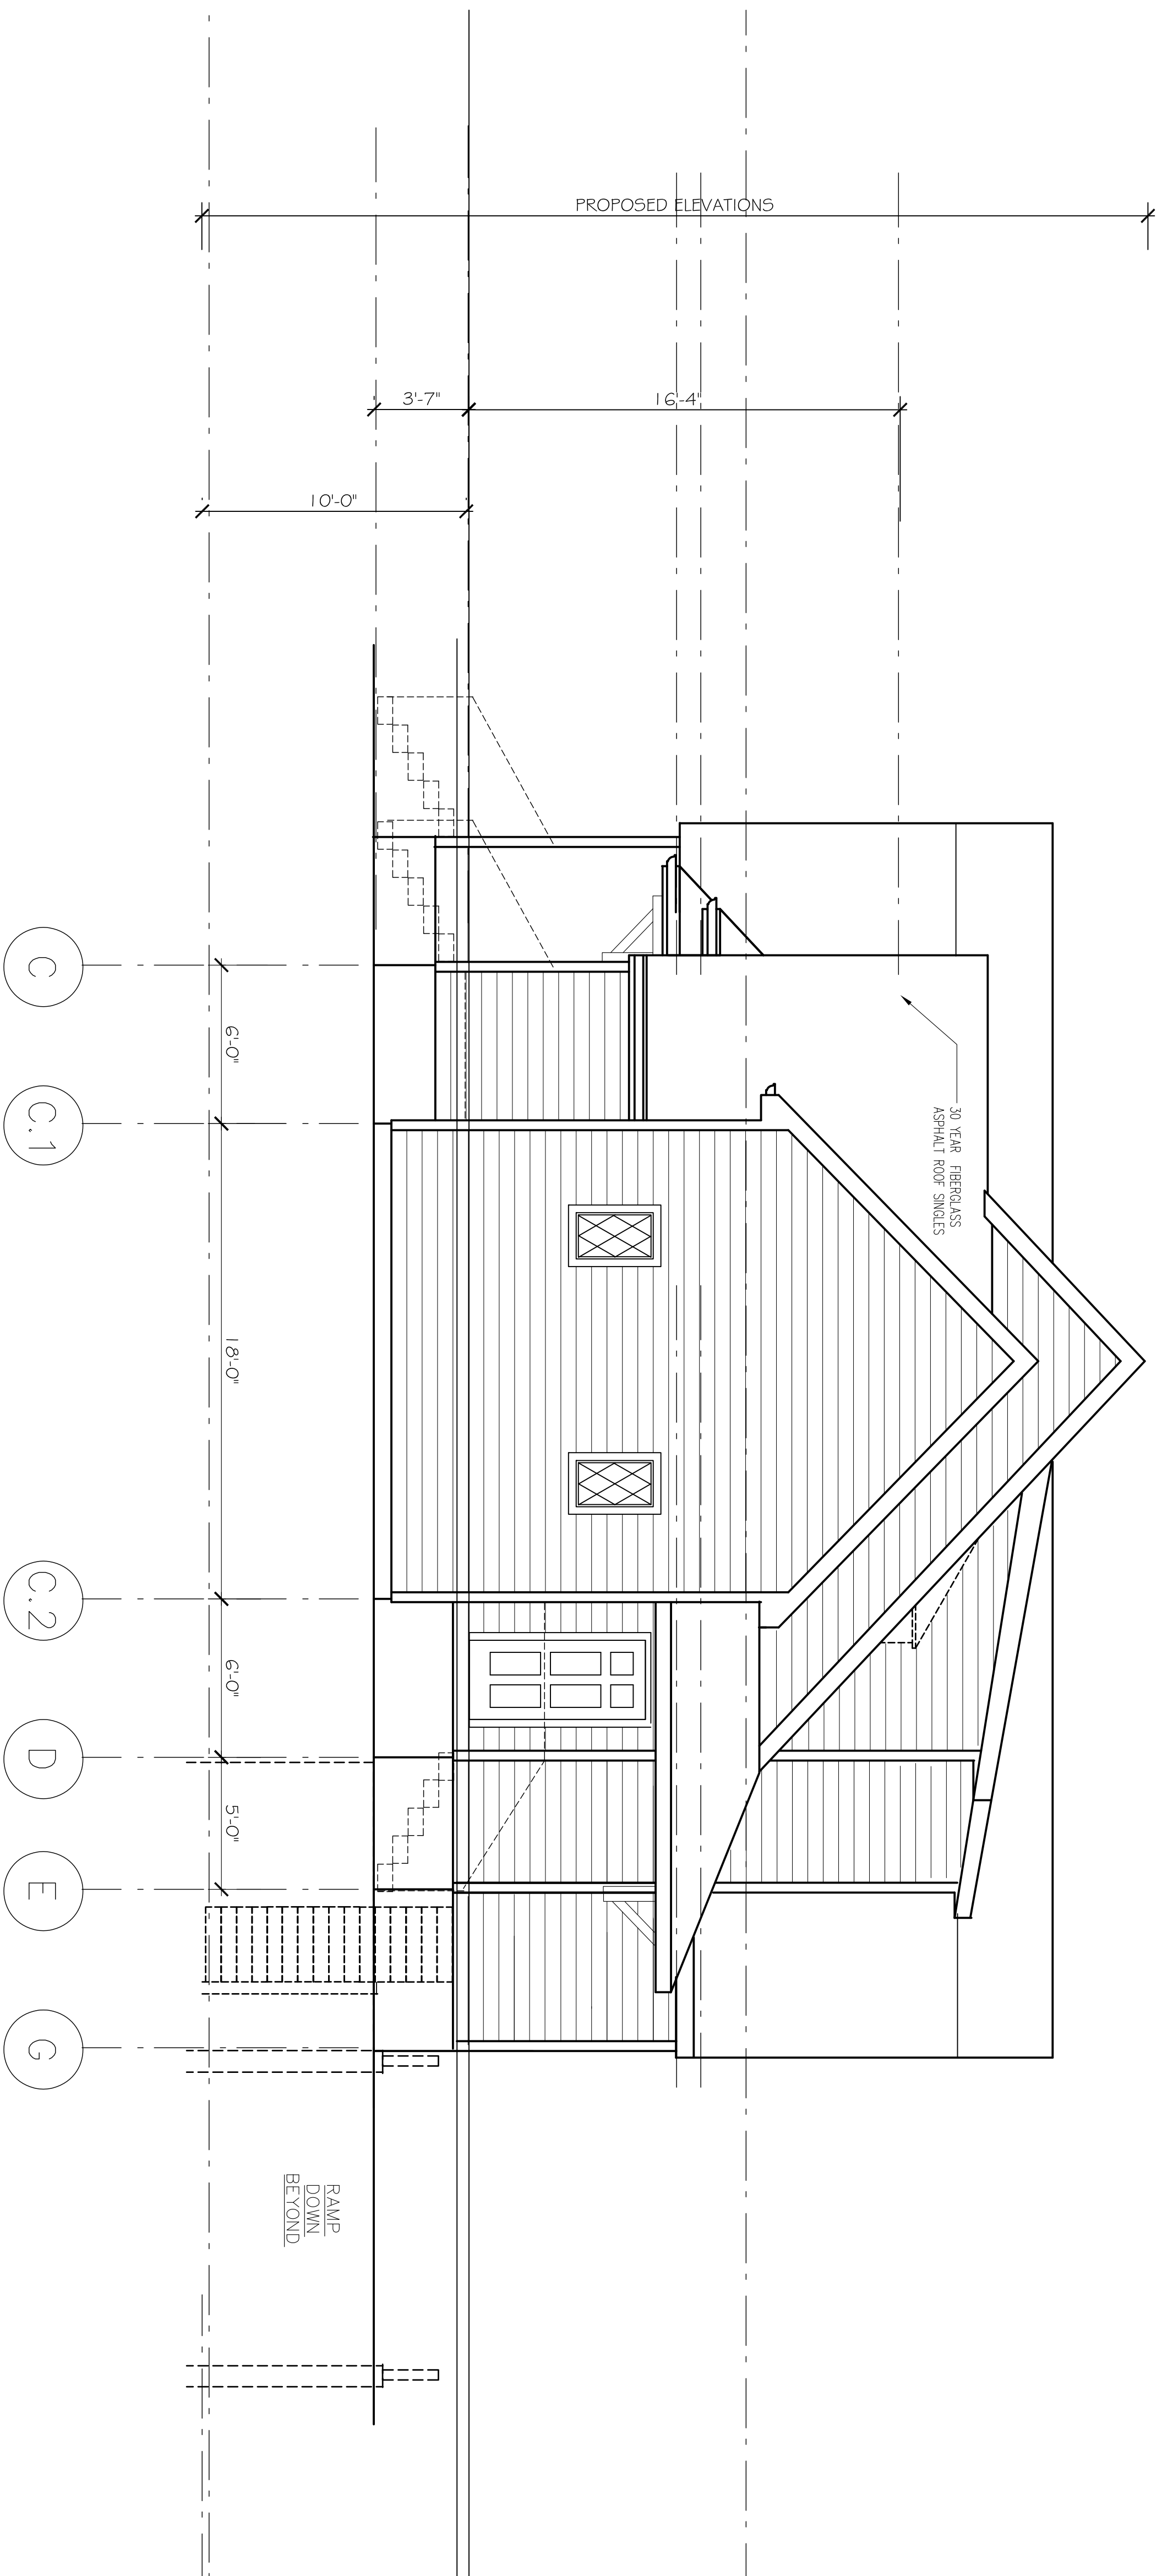 PROPOSED ELEVATIONS
3'-7"
16'-4"
10'-0"
30 YEAR FIBERGLASS
ASPHALT ROOF SINGLES
6'-0"
18'-0"
6'-0"
5'-0"
C
C.1
C.2
D
E
G
RAMP
DOWN
BEYOND